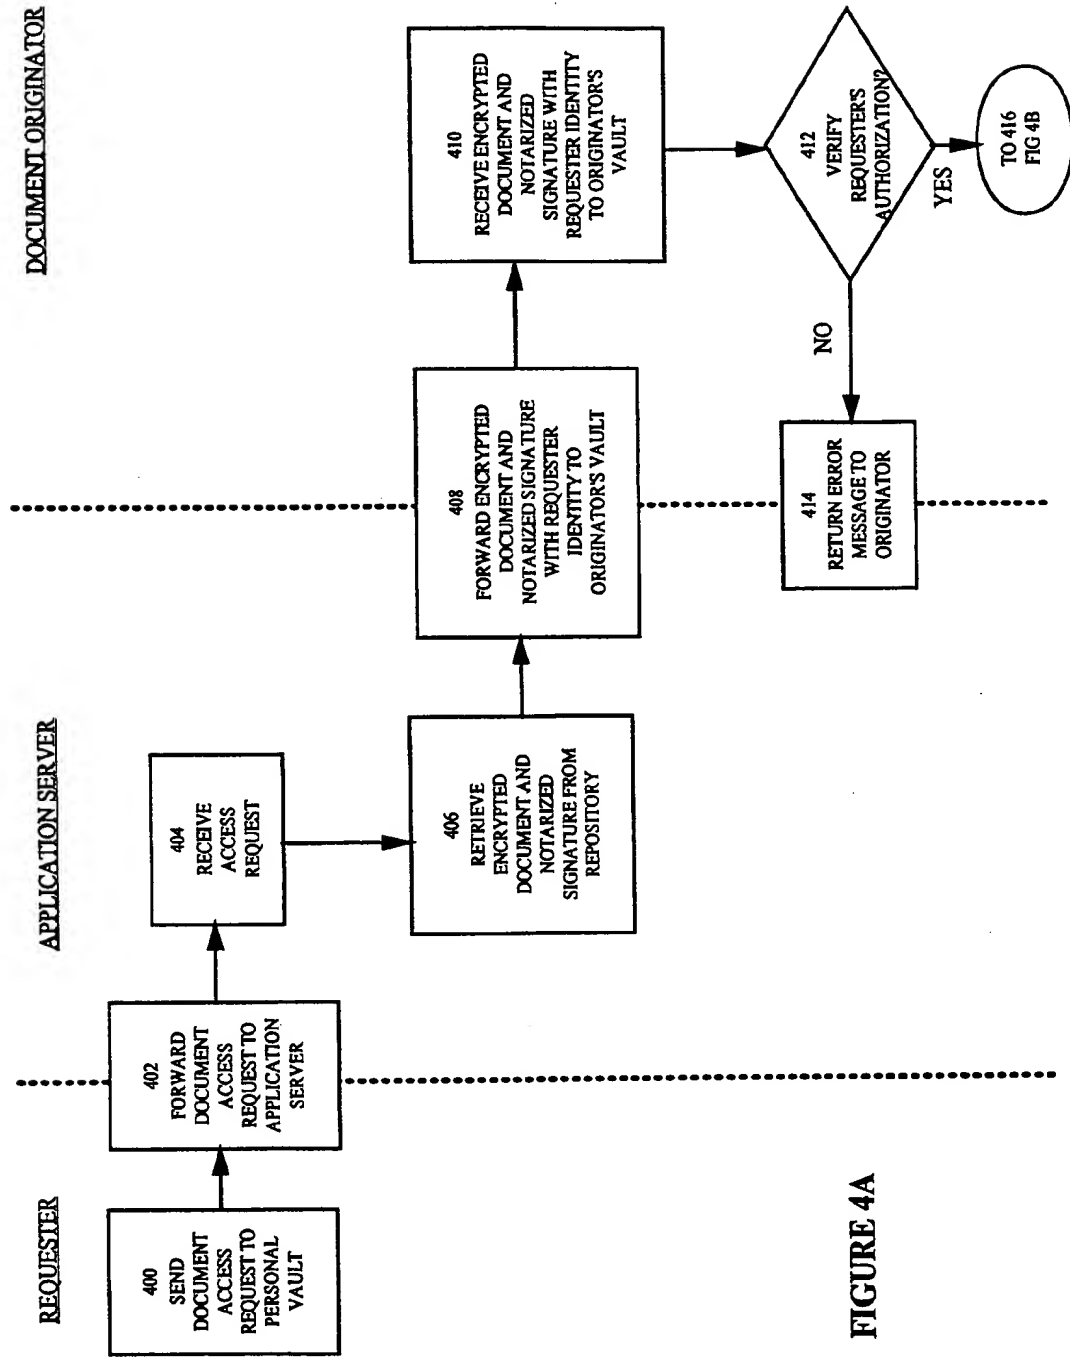 REQUESTER
APPLICATION SERVER
DOCUMENT ORIGINATOR
400
SEND
DOCUMENT
ACCESS
REQUEST TO
PERSONAL
VAULT
402
FORWARD
DOCUMENT
ACCESS
REQUEST TO
APPLICATION
SERVER
404
RECEIVE
ACCESS
REQUEST
406
RETRIEVE
ENCRYPTED
DOCUMENT AND
NOTARIZED
SIGNATURE FROM
REPOSITORY
408
FORWARD ENCRYPTED
DOCUMENT AND
NOTARIZED SIGNATURE
WITH REQUESTER
IDENTITY TO
ORIGINATOR'S VAULT
410
RECEIVE ENCRYPTED
DOCUMENT AND
NOTARIZED
SIGNATURE WITH
REQUESTER IDENTITY
TO ORIGINATOR'S
VAULT
412
VERIFY
REQUESTER'S
AUTHORIZATION?
NO
YES
414
RETURN ERROR
MESSAGE TO
ORIGINATOR
TO 416
FIG 4B
FIGURE 4A